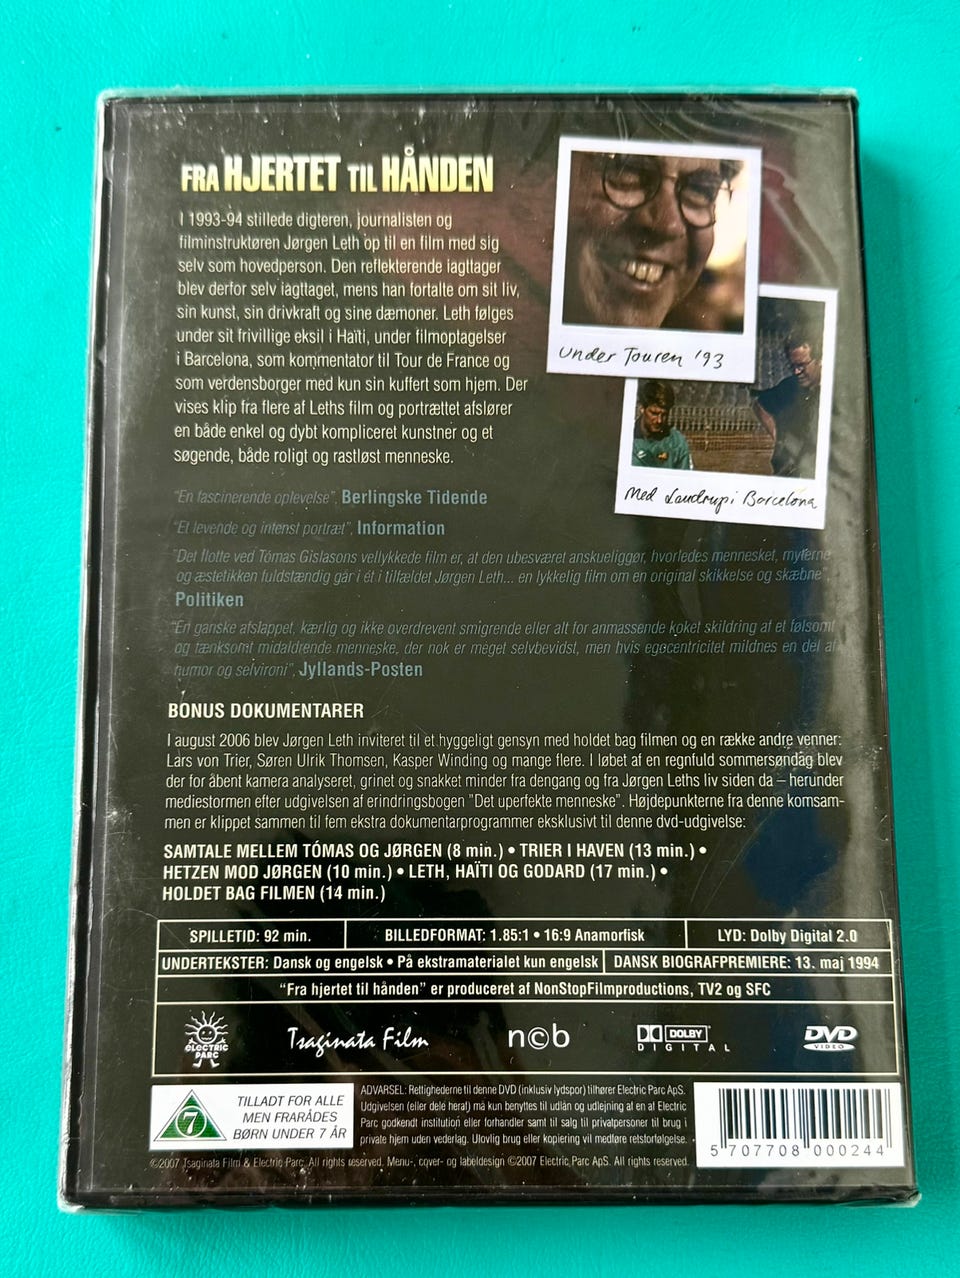 FRA HJERTET TIL HÅNDEN
I 1993-94 stillede digteren, journalisten og
filminstruktøren Jørgen Leth op til en film med sig
selv som hovedperson. Den reflekterende iagttager
blev derfor selv iagttaget, mens han fortalte om sit liv,
sin kunst, sin drivkraft og sine dæmoner. Leth følges
under sit frivillige eksil i Haïti, under filmoptagelser
i Barcelona, som kommentator til Tour de France og
som verdensborger med kun sin kuffert som hjem. Der
vises klip fra flere af Leths film og portrættet afslører
en både enkel og dybt kompliceret kunstner og et
søgende, både roligt og rastløst menneske.
under Touren '93
Med Laudrup i Barcelona
"En fascinerende oplevelse", Berlingske Tidende
"Et levende og intenst portræt", Information
"Det flotte ved Tómas Gislasons vellykkede film er, at den ubesværet anskueliggør, hvorledes mennesket, myterne
og æstetikken fuldstændig går i ét i tilfældet Jørgen Leth... en lykkelig film om en original skikkelse og skæbne",
Politiken
"En ganske afslappet, kærlig og ikke overdrevent smigrende eller alt for anmassende koket skildring af et følsomt
og tænksomt midaldrende menneske, der nok er meget selvbevidst, men hvis egocentricitet mildnes en del af
humor og selvironi", Jyllands-Posten
BONUS DOKUMENTARER
I august 2006 blev Jørgen Leth inviteret til et hyggeligt gensyn med holdet bag filmen og en række andre venner:
Lars von Trier, Søren Ulrik Thomsen, Kasper Winding og mange flere. I løbet af en regnfuld sommersøndag blev
der for åbent kamera analyseret, grinet og snakket minder fra dengang og fra Jørgen Leths liv siden da – herunder
mediestormen efter udgivelsen af erindringsbogen "Det uperfekte menneske". Højdepunkterne fra denne komsam-
men er klippet sammen til fem ekstra dokumentarprogrammer eksklusivt til denne dvd-udgivelse:
SAMTALE MELLEM TÓMAS OG JØRGEN (8 min.) • TRIER I HAVEN (13 min.) •
HETZEN MOD JØRGEN (10 min.) • LETH, HAÏTI OG GODARD (17 min.) •
HOLDET BAG FILMEN (14 min.)
SPILLETID: 92 min. BILLEDFORMAT: 1.85:1 • 16:9 Anamorfisk LYD: Dolby Digital 2.0
UNDERTEKSTER: Dansk og engelsk • På ekstramaterialet kun engelsk DANSK BIOGRAFPREMIERE: 13. maj 1994
"Fra hjertet til hånden" er produceret af NonStopFilmproductions, TV2 og SFC
ELECTRIC
PARC
Tsaginata Film
n©b
DOLBY
DIGITAL
DVD
VIDEO
7
TILLADT FOR ALLE
MEN FRARÅDES
BØRN UNDER 7 ÅR
ADVARSEL: Rettighederne til denne DVD (inklusiv lydspor) tilhører Electric Parc ApS.
Udgivelsen (eller dele heraf) må kun benyttes til udlån og udlejning af en af Electric
Parc godkendt institution eller forhandler samt til salg til privatpersoner til brug i
private hjem uden vederlag. Ulovlig brug eller kopiering vil medføre retsforfølgelse.
5 707708 000244
©2007 Tsaginata Film & Electric Parc. All rights reserved. Menu-, cover- og labeldesign ©2007 Electric Parc ApS. All rights reserved.